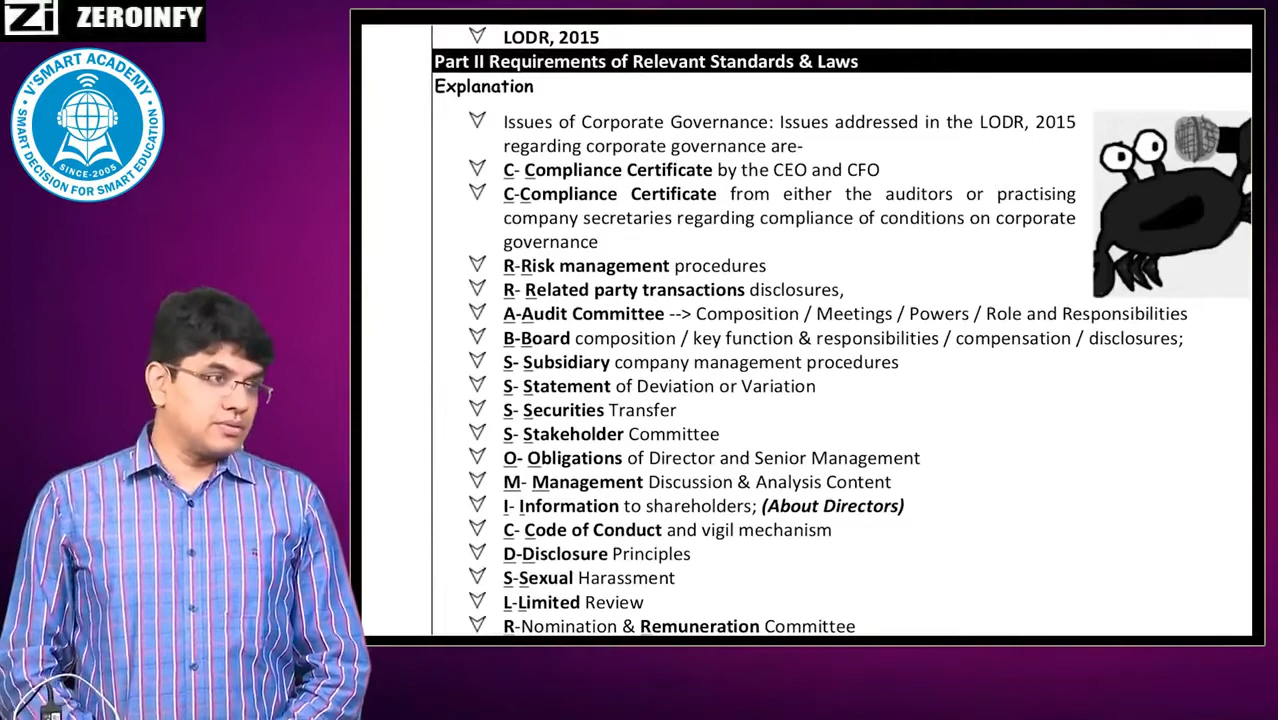 Zi ZEROINFY
V'SMART ACADEMY
SMART DECISION FOR SMART EDUCATION
SINCE-2005
LODR, 2015
Part II Requirements of Relevant Standards & Laws
Explanation
Issues of Corporate Governance: Issues addressed in the LODR, 2015
regarding corporate governance are-
C- Compliance Certificate by the CEO and CFO
C-Compliance Certificate from either the auditors or practising
company secretaries regarding compliance of conditions on corporate
governance
R-Risk management procedures
R- Related party transactions disclosures,
A-Audit Committee --> Composition / Meetings / Powers / Role and Responsibilities
B-Board composition / key function & responsibilities / compensation / disclosures;
S- Subsidiary company management procedures
S- Statement of Deviation or Variation
S- Securities Transfer
S- Stakeholder Committee
O- Obligations of Director and Senior Management
M- Management Discussion & Analysis Content
I- Information to shareholders; (About Directors)
C- Code of Conduct and vigil mechanism
D-Disclosure Principles
S-Sexual Harassment
L-Limited Review
R-Nomination & Remuneration Committee